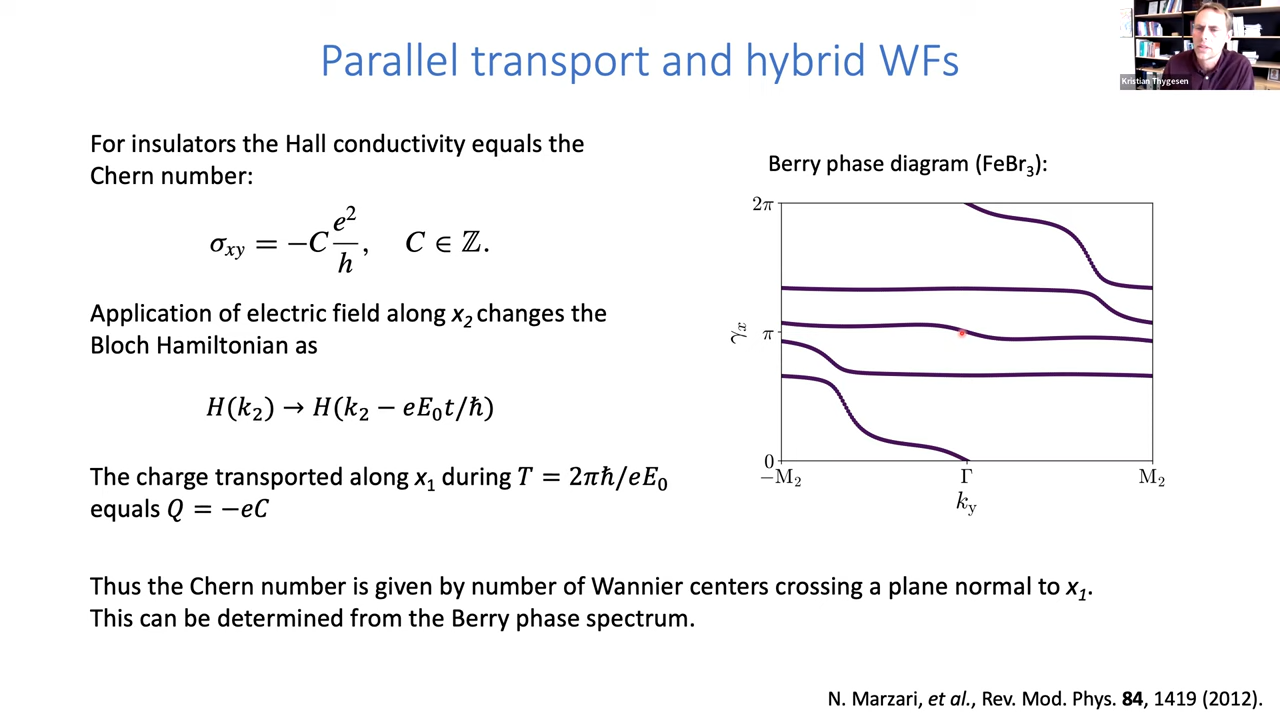 Parallel transport and hybrid WFs
Kristian Thygesen
For insulators the Hall conductivity equals the
Chern number:
σ_xy = −C e²/h, C ∈ ℤ.
Application of electric field along x₂ changes the
Bloch Hamiltonian as
H(k₂) → H(k₂ − eE₀t/ħ)
The charge transported along x₁ during T = 2πħ/eE₀
equals Q = −eC
Berry phase diagram (FeBr₃):
2π
π
0
γₓ
−M₂ Γ M₂
k_y
Thus the Chern number is given by number of Wannier centers crossing a plane normal to x₁.
This can be determined from the Berry phase spectrum.
N. Marzari, et al., Rev. Mod. Phys. 84, 1419 (2012).